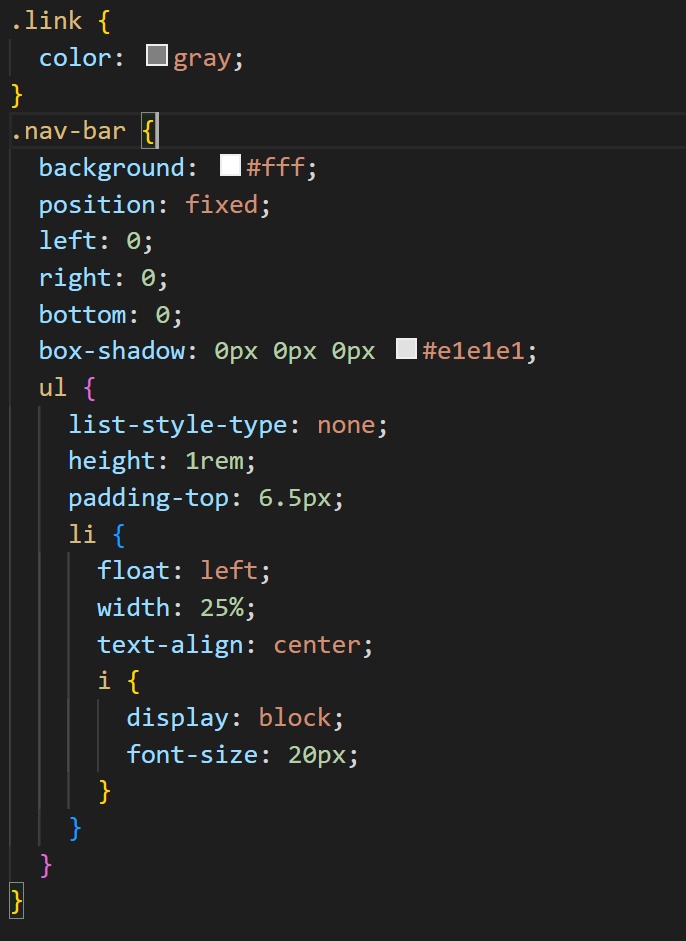 .link {
  color: gray;
}
.nav-bar {
  background: #fff;
  position: fixed;
  left: 0;
  right: 0;
  bottom: 0;
  box-shadow: 0px 0px 0px #e1e1e1;
  ul {
    list-style-type: none;
    height: 1rem;
    padding-top: 6.5px;
    li {
      float: left;
      width: 25%;
      text-align: center;
      i {
        display: block;
        font-size: 20px;
      }
    }
  }
}